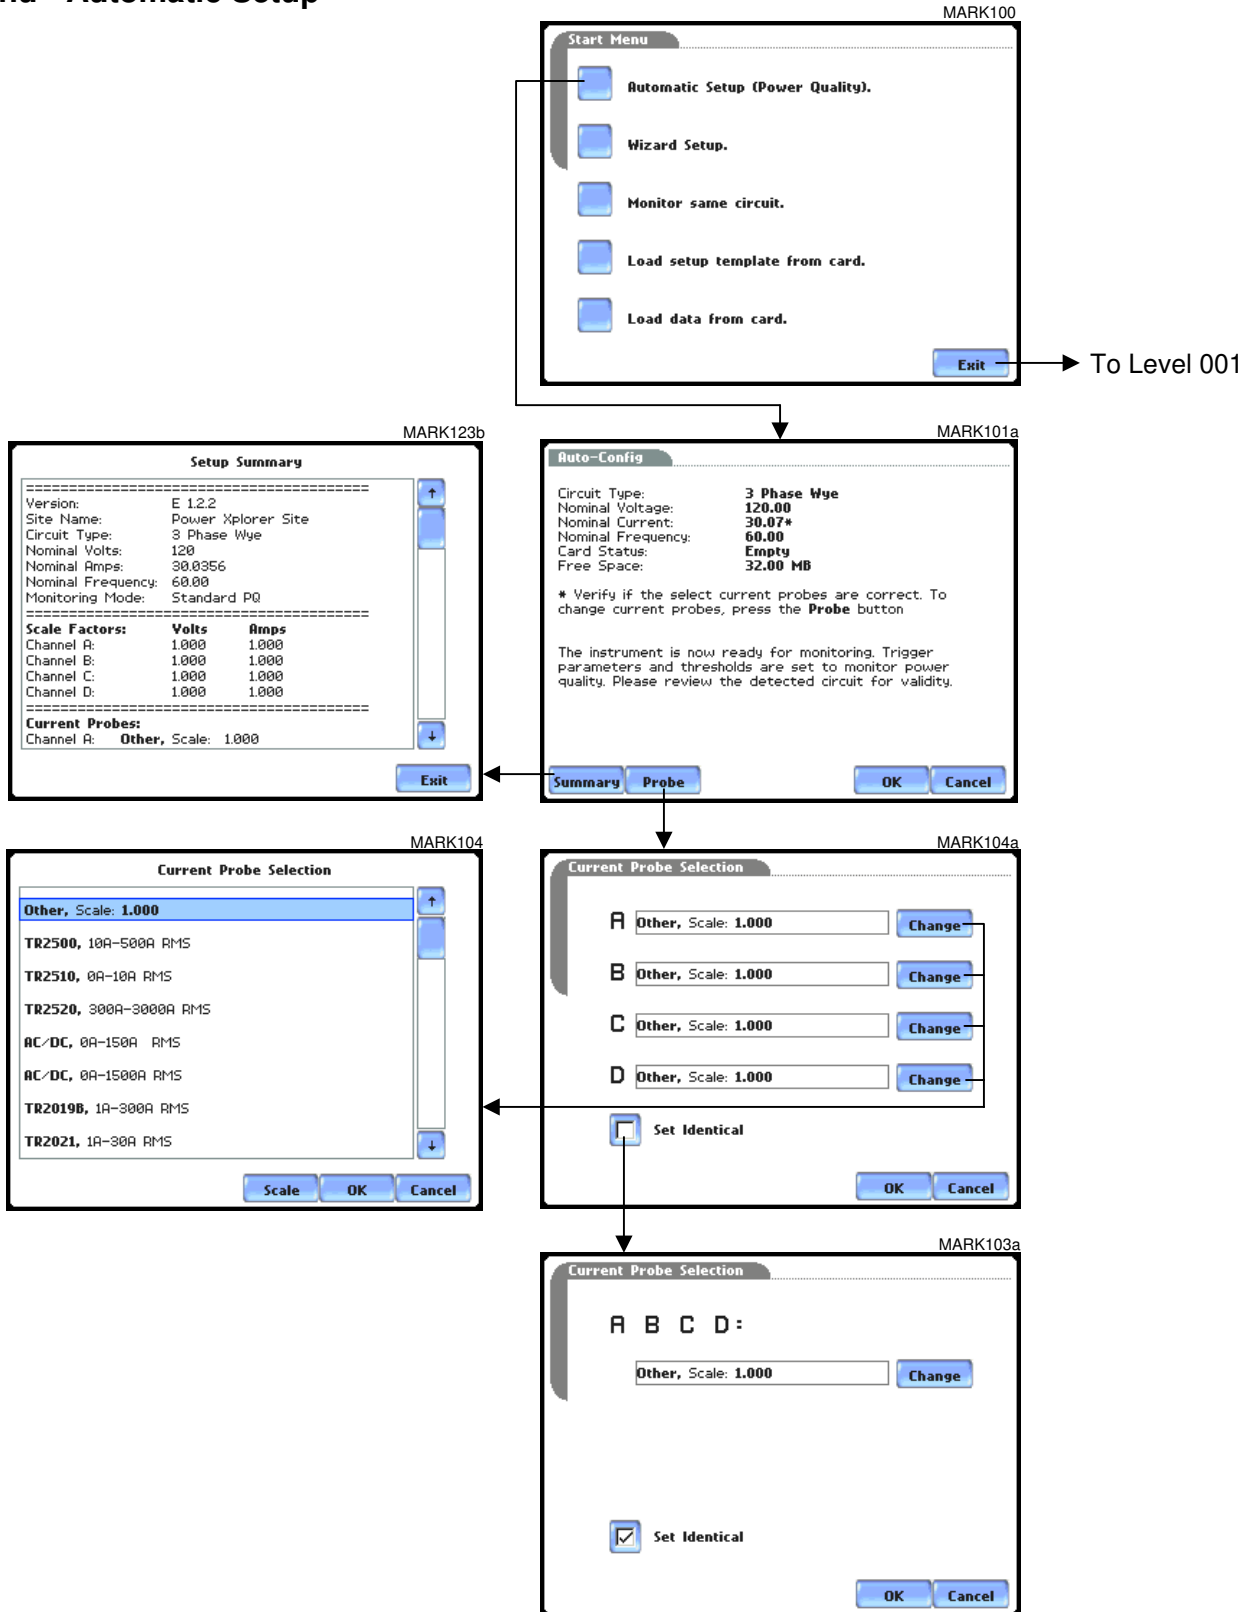 Automatic Setup
MARK100
Start Menu
Automatic Setup (Power Quality).
Wizard Setup.
Monitor same circuit.
Load setup template from card.
Load data from card.
Exit
To Level 001
MARK123b
Setup Summary
========================================
Version: E 1.2.2
Site Name: Power Xplorer Site
Circuit Type: 3 Phase Wye
Nominal Volts: 120
Nominal Amps: 30.0356
Nominal Frequency: 60.00
Monitoring Mode: Standard PQ
========================================
Scale Factors: Volts Amps
Channel A: 1.000 1.000
Channel B: 1.000 1.000
Channel C: 1.000 1.000
Channel D: 1.000 1.000
========================================
Current Probes:
Channel A: Other, Scale: 1.000
Exit
MARK101a
Auto-Config
Circuit Type: 3 Phase Wye
Nominal Voltage: 120.00
Nominal Current: 30.07*
Nominal Frequency: 60.00
Card Status: Empty
Free Space: 32.00 MB
* Verify if the select current probes are correct. To
change current probes, press the Probe button
The instrument is now ready for monitoring. Trigger
parameters and thresholds are set to monitor power
quality. Please review the detected circuit for validity.
Summary Probe OK Cancel
MARK104
Current Probe Selection
Other, Scale: 1.000
TR2500, 10A-500A RMS
TR2510, 0A-10A RMS
TR2520, 300A-3000A RMS
AC/DC, 0A-150A RMS
AC/DC, 0A-1500A RMS
TR2019B, 1A-300A RMS
TR2021, 1A-30A RMS
Scale OK Cancel
MARK104a
Current Probe Selection
A Other, Scale: 1.000 Change
B Other, Scale: 1.000 Change
C Other, Scale: 1.000 Change
D Other, Scale: 1.000 Change
Set Identical
OK Cancel
MARK103a
Current Probe Selection
A B C D:
Other, Scale: 1.000 Change
Set Identical
OK Cancel